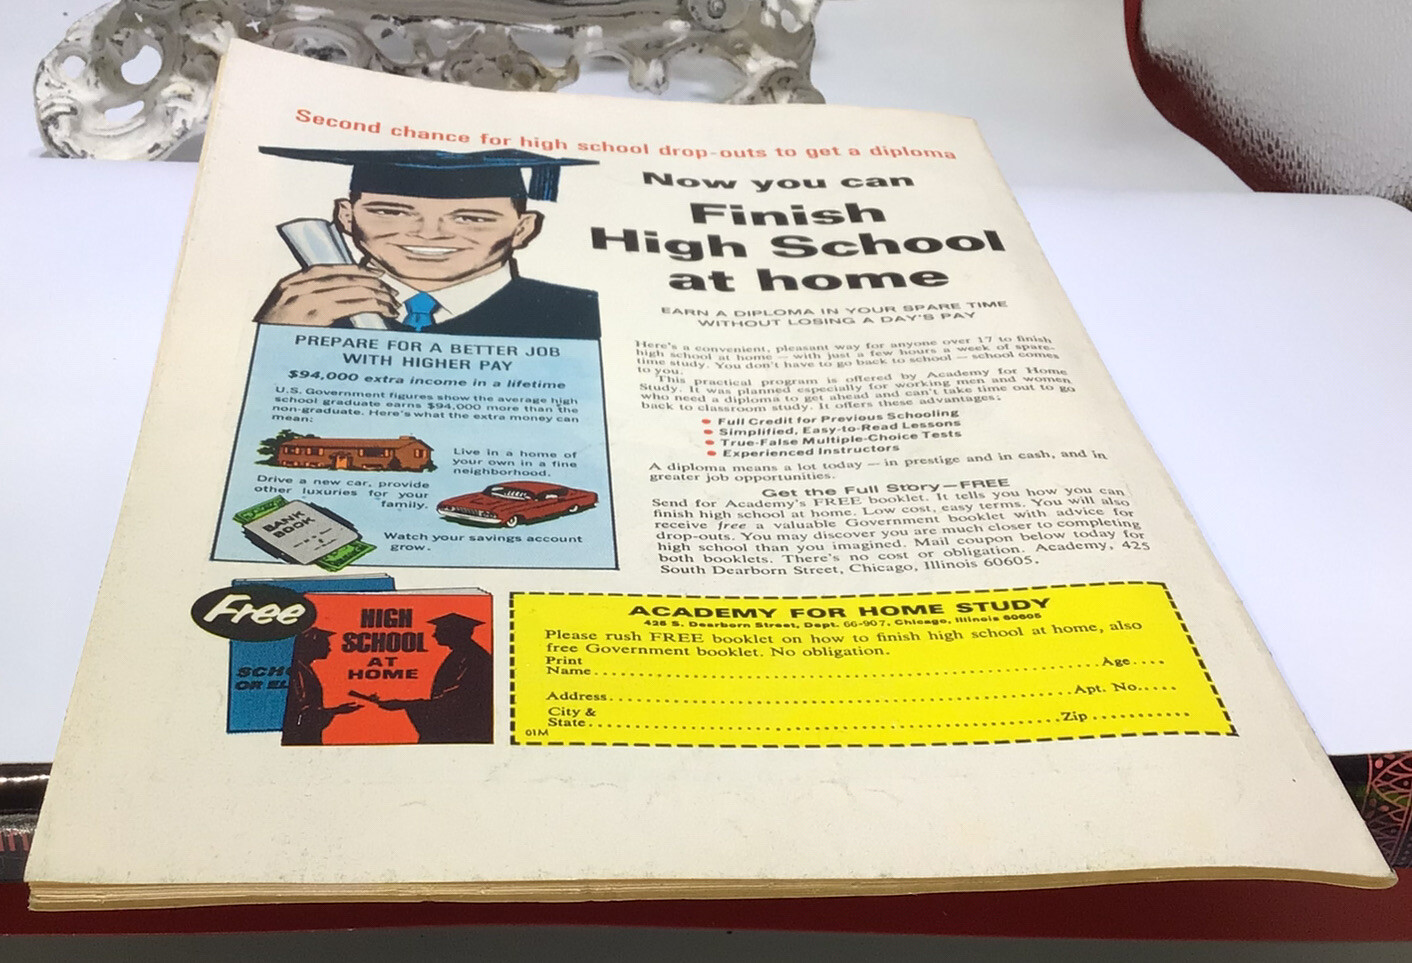 Second chance for high school drop-outs to get a diploma
Now you can
Finish
High School
at home
EARN A DIPLOMA IN YOUR SPARE TIME
WITHOUT LOSING A DAY'S PAY
Here's a convenient, pleasant way for anyone over 17 to finish
high school at home — with just a few hours a week of spare-
time study. You don't have to go back to school — school comes
to you.
This practical program is offered by Academy for Home
Study. It was planned especially for working men and women
who need a diploma to get ahead and can't take time out to go
back to classroom study. It offers these advantages:
• Full Credit for Previous Schooling
• Simplified, Easy-to-Read Lessons
• True-False Multiple-Choice Tests
• Experienced Instructors
A diploma means a lot today — in prestige and in cash, and in
greater job opportunities.
Get the Full Story—FREE
Send for Academy's FREE booklet. It tells you how you can
finish high school at home. Low cost, easy terms. You will also
receive free a valuable Government booklet with advice for
drop-outs. You may discover you are much closer to completing
high school than you imagined. Mail coupon below today for
both booklets. There's no cost or obligation. Academy, 425
South Dearborn Street, Chicago, Illinois 60605.
PREPARE FOR A BETTER JOB
WITH HIGHER PAY
$94,000 extra income in a lifetime
U.S. Government figures show the average high
school graduate earns $94,000 more than the
non-graduate. Here's what the extra money can
mean:
Live in a home of
your own in a fine
neighborhood.
Drive a new car, provide
other luxuries for your
family.
BANK
BOOK
Watch your savings account
grow.
Free
SCHO
OR EL
HIGH
SCHOOL
AT
HOME
ACADEMY FOR HOME STUDY
425 S. Dearborn Street, Dept. 66-907, Chicago, Illinois 60605
Please rush FREE booklet on how to finish high school at home, also
free Government booklet. No obligation.
Print
Name.......... Age....
Address.......... Apt. No.....
City &
State.......... Zip..........
01M